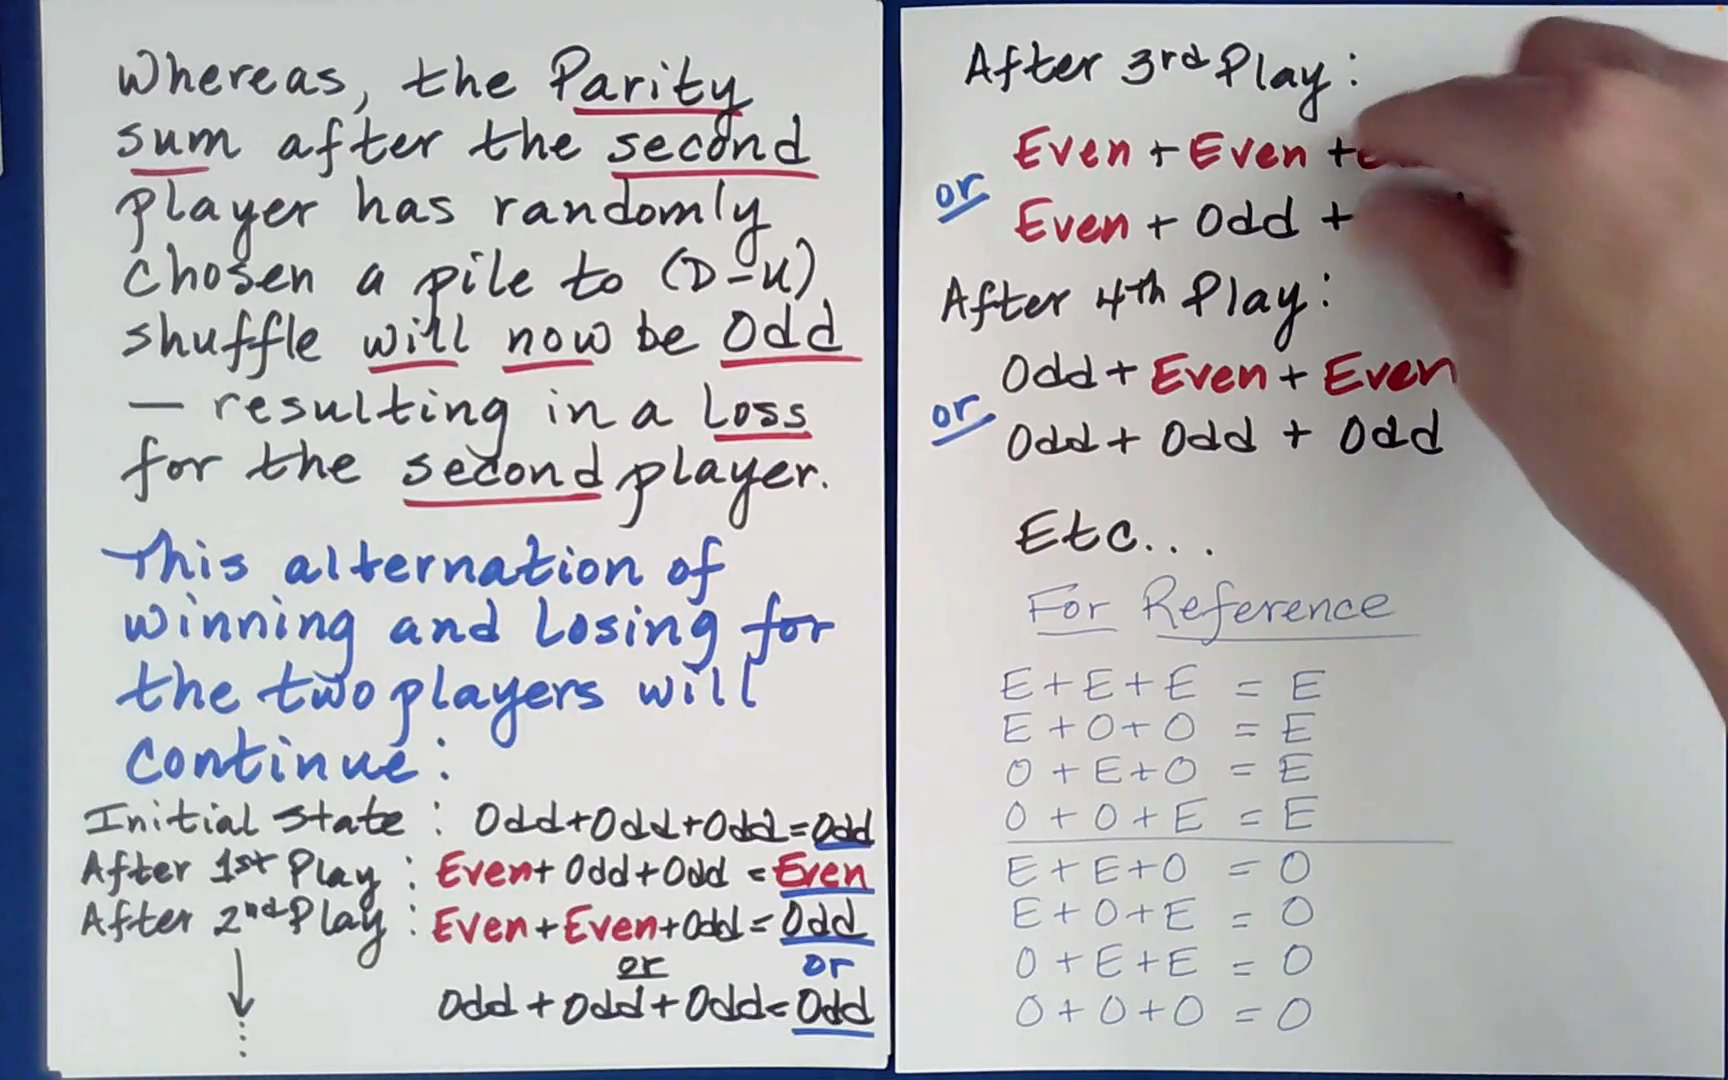 Whereas, the Parity
sum after the second
player has randomly
chosen a pile to (D-U)
shuffle will now be Odd
— resulting in a Loss
for the second player.
This alternation of
winning and Losing for
the two players will
continue:
Initial state: Odd+Odd+Odd=Odd
After 1st Play: Even+Odd+Odd=Even
After 2nd Play: Even+Even+Odd=Odd
or or
Odd+Odd+Odd=Odd
After 3rd Play:
Even + Even +
or
Even + Odd +
After 4th Play:
Odd + Even + Even
or
Odd + Odd + Odd
Etc...
For Reference
E+E+E = E
E+O+O = E
O+E+O = E
O+O+E = E
E+E+O = O
E+O+E = O
O+E+E = O
O+O+O = O